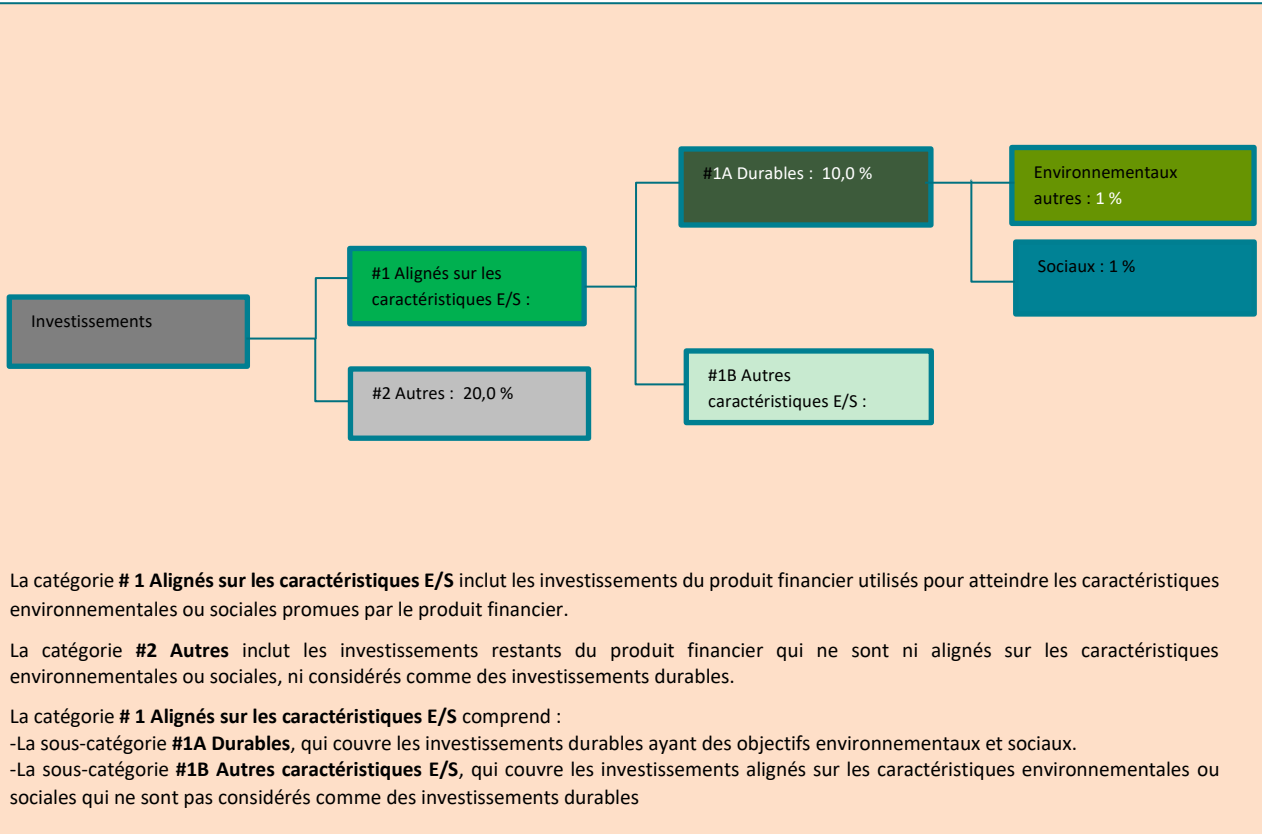 #1A Durables : 10,0 %
Environnementaux
autres : 1 %
#1 Alignés sur les
caractéristiques E/S :
Sociaux : 1 %
Investissements
#2 Autres : 20,0 %
#1B Autres
caractéristiques E/S :
La catégorie # 1 Alignés sur les caractéristiques E/S inclut les investissements du produit financier utilisés pour atteindre les caractéristiques
environnementales ou sociales promues par le produit financier.
La catégorie #2 Autres inclut les investissements restants du produit financier qui ne sont ni alignés sur les caractéristiques
environnementales ou sociales, ni considérés comme des investissements durables.
La catégorie # 1 Alignés sur les caractéristiques E/S comprend :
-La sous-catégorie #1A Durables, qui couvre les investissements durables ayant des objectifs environnementaux et sociaux.
-La sous-catégorie #1B Autres caractéristiques E/S, qui couvre les investissements alignés sur les caractéristiques environnementales ou
sociales qui ne sont pas considérés comme des investissements durables